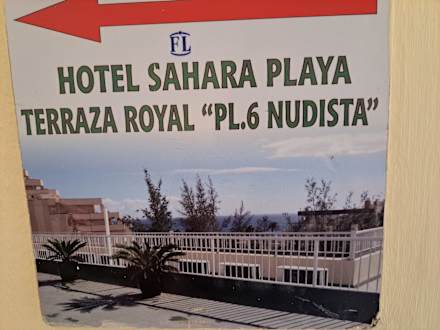 FL
HOTEL SAHARA PLAYA
TERRAZA ROYAL “PL.6 NUDISTA”